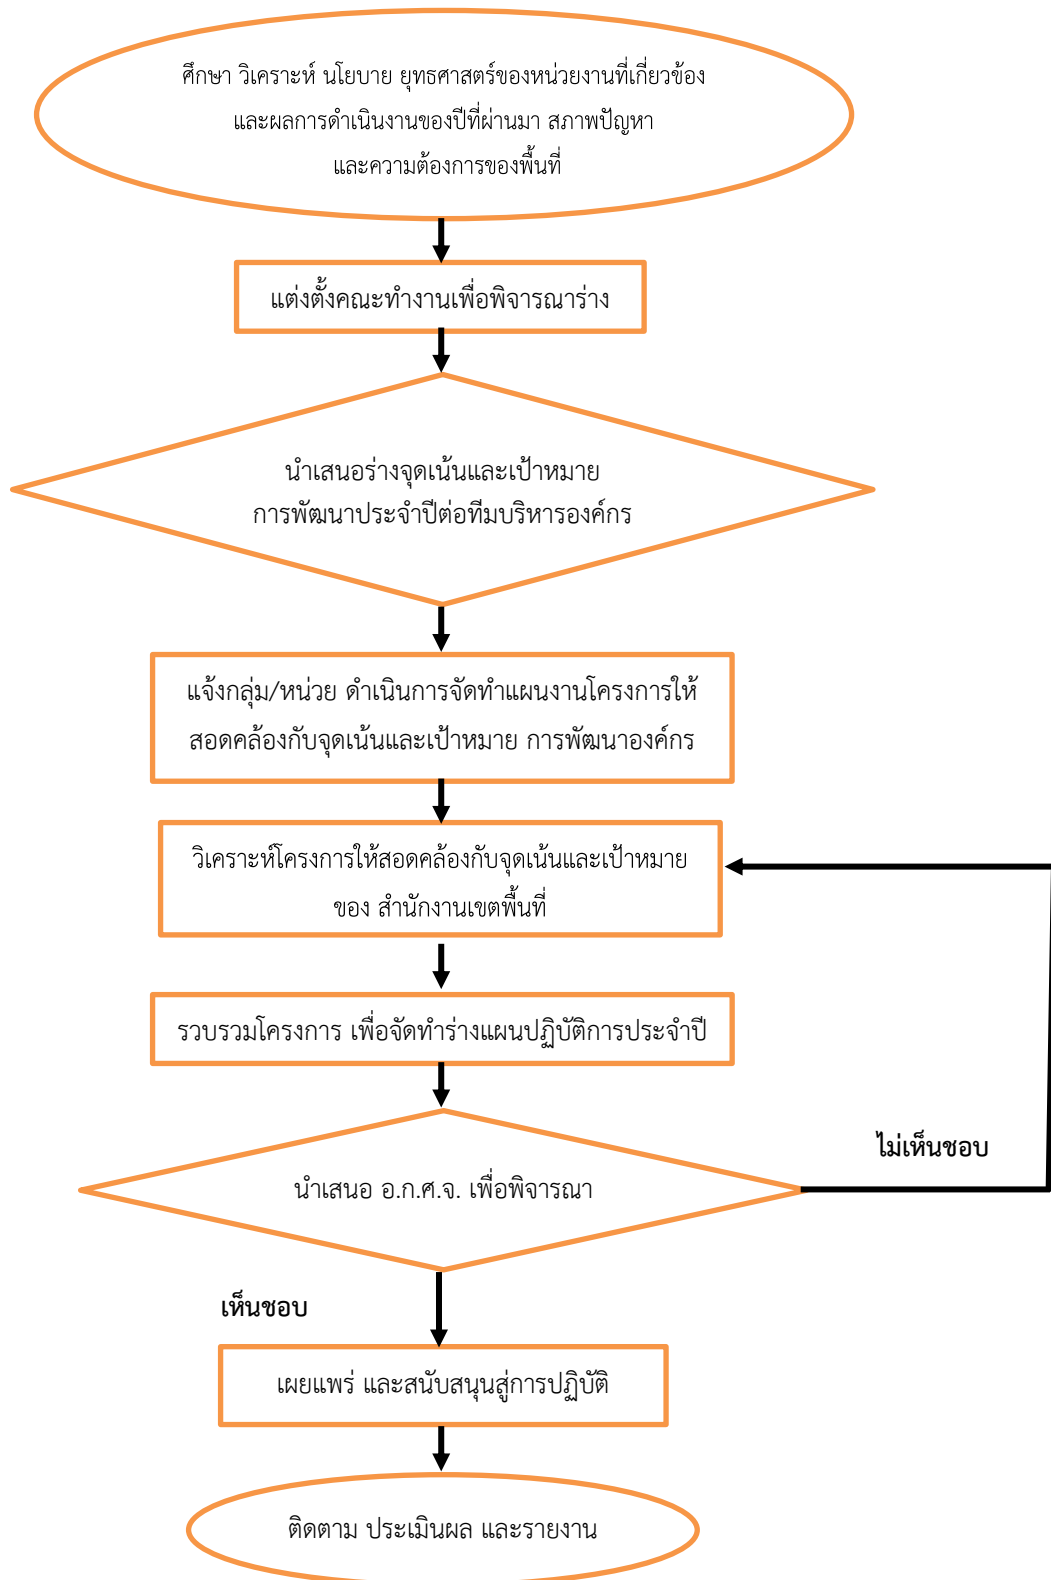 ศึกษา วิเคราะห์ นโยบาย ยุทธศาสตร์ของหน่วยงานที่เกี่ยวข้อง
และผลการดำเนินงานของปีที่ผ่านมา สภาพปัญหา
และความต้องการของพื้นที่
แต่งตั้งคณะทำงานเพื่อพิจารณาร่าง
นำเสนอร่างจุดเน้นและเป้าหมาย
การพัฒนาประจำปีต่อทีมบริหารองค์กร
แจ้งกลุ่ม/หน่วย ดำเนินการจัดทำแผนงานโครงการให้
สอดคล้องกับจุดเน้นและเป้าหมาย การพัฒนาองค์กร
วิเคราะห์โครงการให้สอดคล้องกับจุดเน้นและเป้าหมาย
ของ สำนักงานเขตพื้นที่
รวบรวมโครงการ เพื่อจัดทำร่างแผนปฏิบัติการประจำปี
ไม่เห็นชอบ
นำเสนอ อ.ก.ศ.จ. เพื่อพิจารณา
เห็นชอบ
เผยแพร่ และสนับสนุนสู่การปฏิบัติ
ติดตาม ประเมินผล และรายงาน